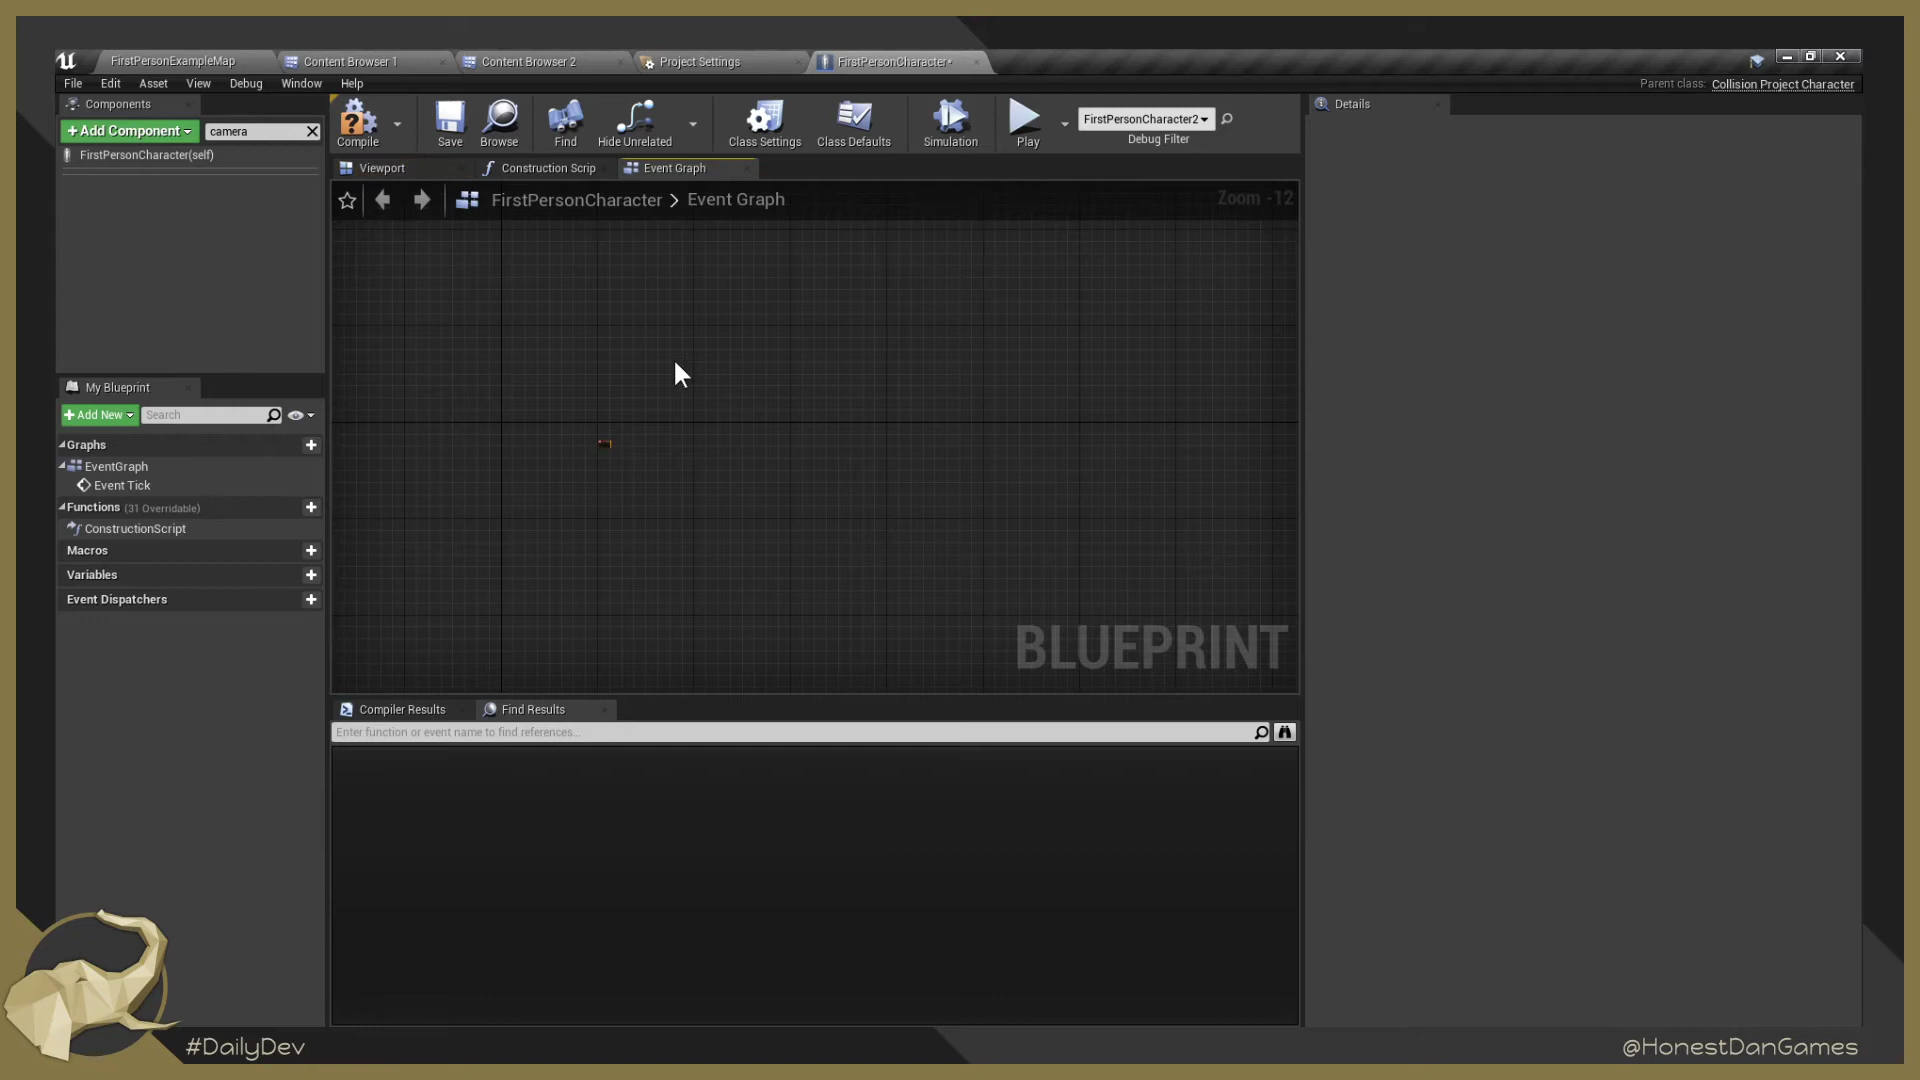 FirstPersonExampleMap
Content Browser 1
Content Browser 2
Project Settings
FirstPersonCharacter*
File Edit Asset View Debug Window Help
Parent class: Collision Project Character
Components
+ Add Component
camera
FirstPersonCharacter(self)
Compile
Save
Browse
Find
Hide Unrelated
Class Settings
Class Defaults
Simulation
Play
FirstPersonCharacter2
Debug Filter
Details
Viewport
Construction Scrip
Event Graph
FirstPersonCharacter > Event Graph
Zoom -12
My Blueprint
+ Add New
Search
Graphs
EventGraph
Event Tick
Functions (31 Overridable)
ConstructionScript
Macros
Variables
Event Dispatchers
BLUEPRINT
Compiler Results
Find Results
Enter function or event name to find references...
#DailyDev
@HonestDanGames